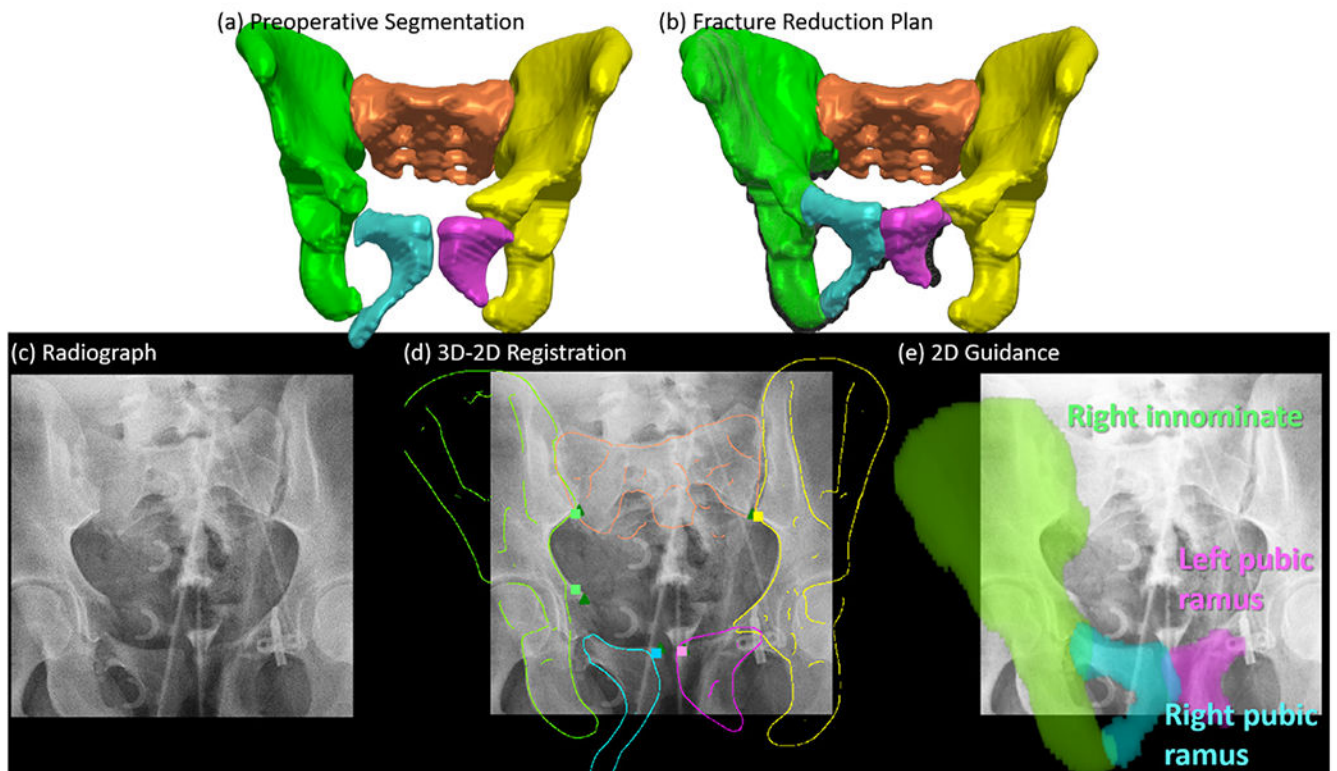 (a) Preoperative Segmentation
(b) Fracture Reduction Plan
(c) Radiograph
(d) 3D-2D Registration
(e) 2D Guidance
Right innominate
Left pubic
ramus
Right pubic
ramus